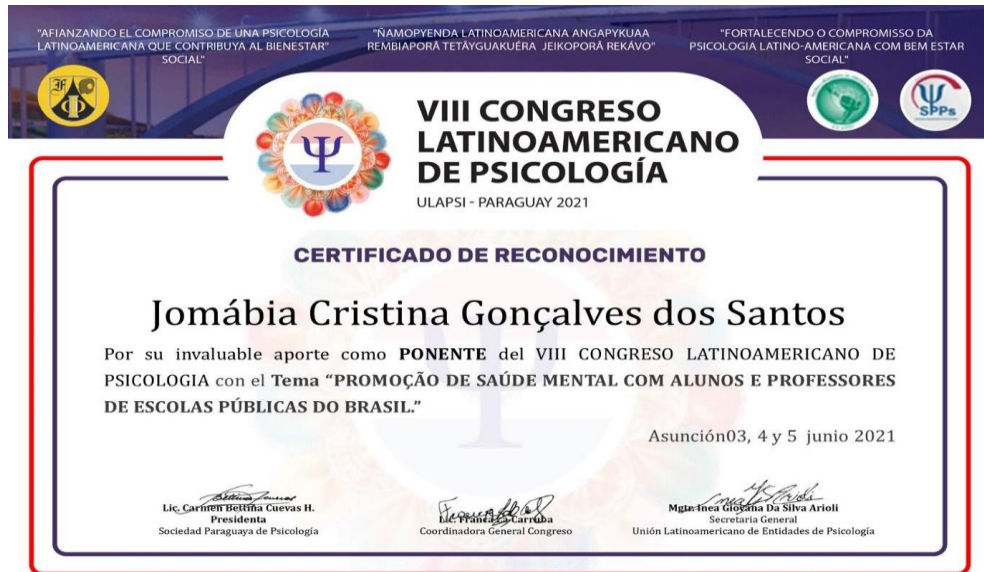 "AFIANZANDO EL COMPROMISO DE UNA PSICOLOGÍA
LATINOAMERICANA QUE CONTRIBUYA AL BIENESTAR"
SOCIAL"
"ÑAMOPYENDA LATINOAMERICANA ANGAPYKUAA
REMBIAPORÃ TETÃYGUAKUÉRA JEIKOPORÃ REKÁVO"
"FORTALECENDO O COMPROMISSO DA
PSICOLOGIA LATINO-AMERICANA COM BEM ESTAR
SOCIAL"
SPPs
VIII CONGRESO
LATINOAMERICANO
DE PSICOLOGÍA
ULAPSI - PARAGUAY 2021
CERTIFICADO DE RECONOCIMIENTO
Jomábia Cristina Gonçalves dos Santos
Por su invaluable aporte como PONENTE del VIII CONGRESO LATINOAMERICANO DE
PSICOLOGIA con el Tema “PROMOÇÃO DE SAÚDE MENTAL COM ALUNOS E PROFESSORES
DE ESCOLAS PÚBLICAS DO BRASIL.”
Asunción03, 4 y 5 junio 2021
Lic. Carmen Bettina Cuevas H.
Presidenta
Sociedad Paraguaya de Psicología
Lic. Franca La Carruba
Coordinadora General Congreso
Mgtr. Inea Giovana Da Silva Arioli
Secretaria General
Unión Latinoamericano de Entidades de Psicología